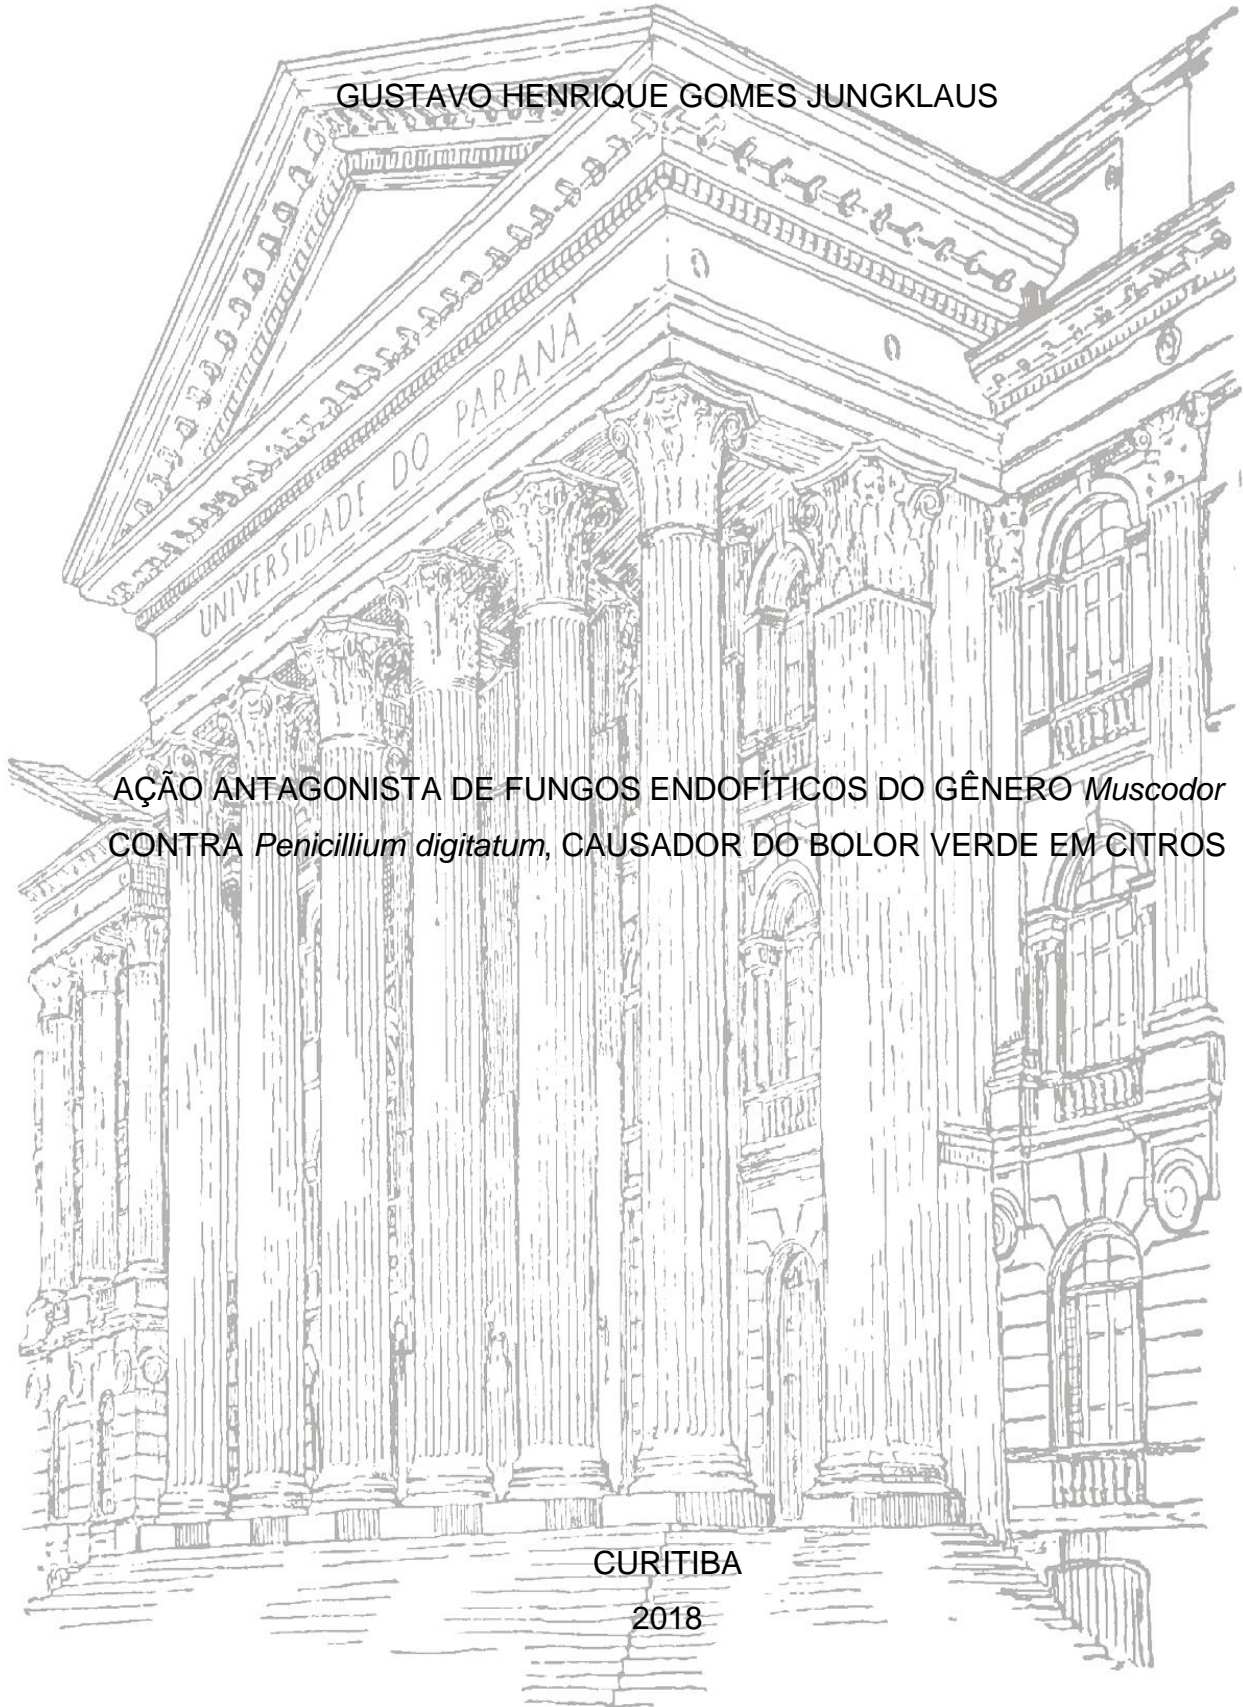 GUSTAVO HENRIQUE GOMES JUNGKLAUS
UNIVERSIDADE DO PARANÁ
AÇÃO ANTAGONISTA DE FUNGOS ENDOFÍTICOS DO GÊNERO Muscodor
CONTRA Penicillium digitatum, CAUSADOR DO BOLOR VERDE EM CITROS
CURITIBA
2018